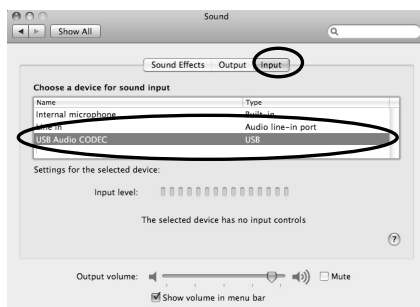 Sound
Show All
Sound Effects Output Input
Choose a device for sound input
Name Type
Internal microphone Built-in
Line In Audio line-in port
USB Audio CODEC USB
Settings for the selected device:
Input level:
The selected device has no input controls
?
Output volume: Mute
Show volume in menu bar